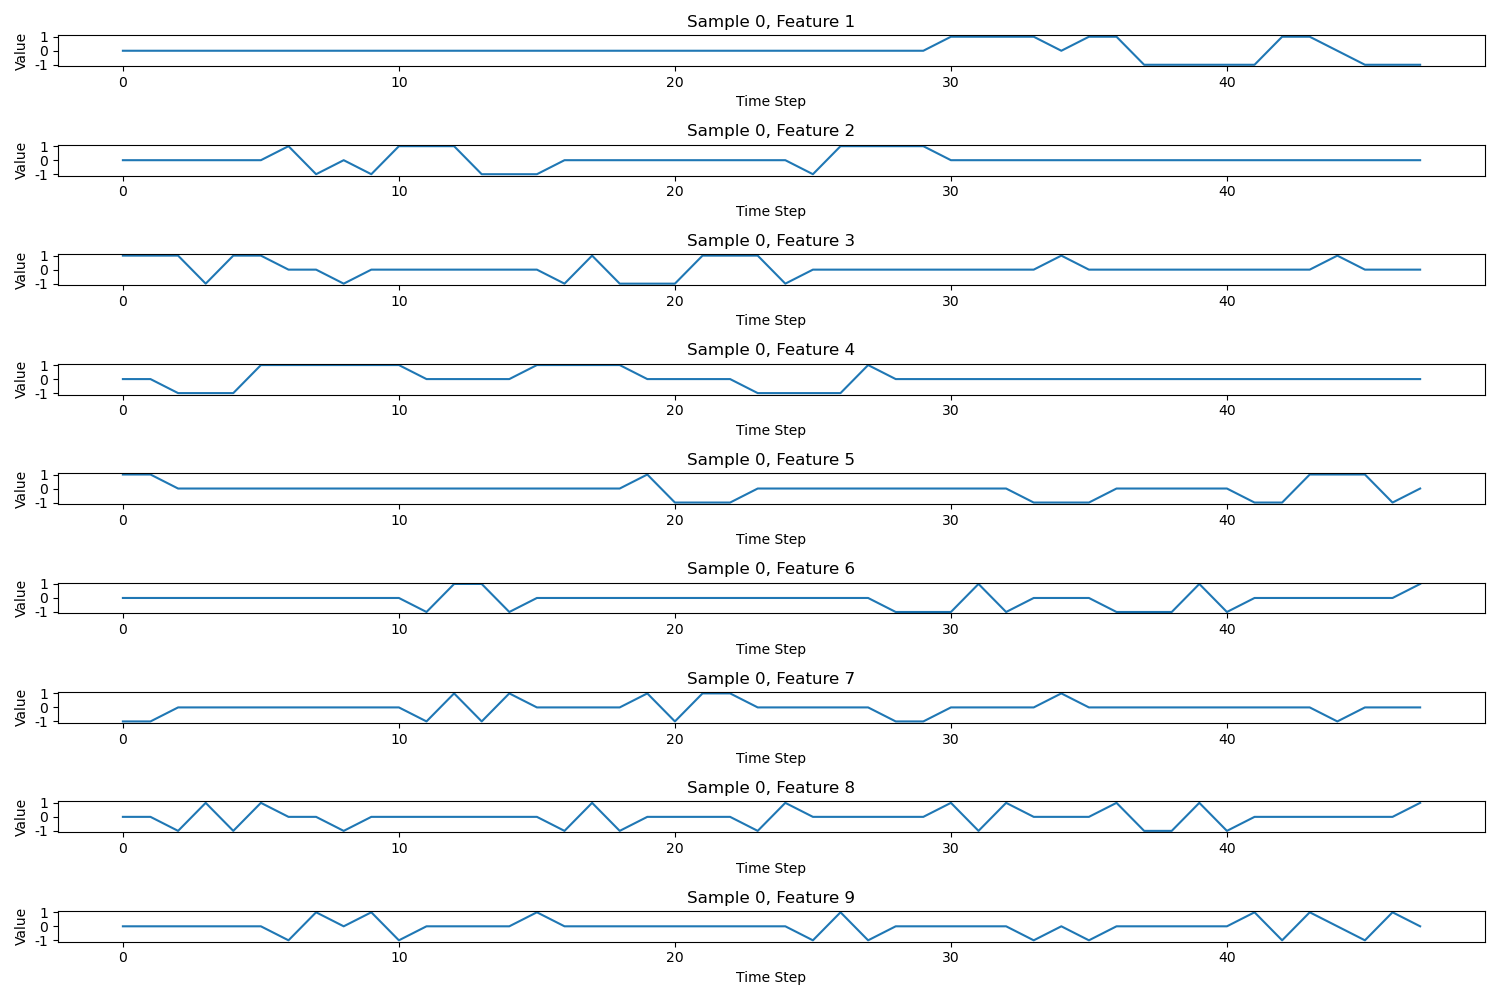 Sample 0, Feature 1
Value
1
0
-1
0 10 20 30 40
Time Step
Sample 0, Feature 2
Value
1
0
-1
0 10 20 30 40
Time Step
Sample 0, Feature 3
Value
1
0
-1
0 10 20 30 40
Time Step
Sample 0, Feature 4
Value
1
0
-1
0 10 20 30 40
Time Step
Sample 0, Feature 5
Value
1
0
-1
0 10 20 30 40
Time Step
Sample 0, Feature 6
Value
1
0
-1
0 10 20 30 40
Time Step
Sample 0, Feature 7
Value
1
0
-1
0 10 20 30 40
Time Step
Sample 0, Feature 8
Value
1
0
-1
0 10 20 30 40
Time Step
Sample 0, Feature 9
Value
1
0
-1
0 10 20 30 40
Time Step